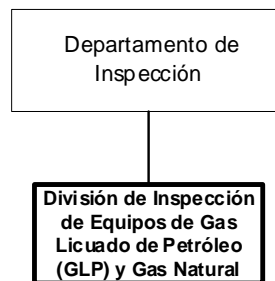 Departamento de
Inspección
División de Inspección
de Equipos de Gas
Licuado de Petróleo
(GLP) y Gas Natural